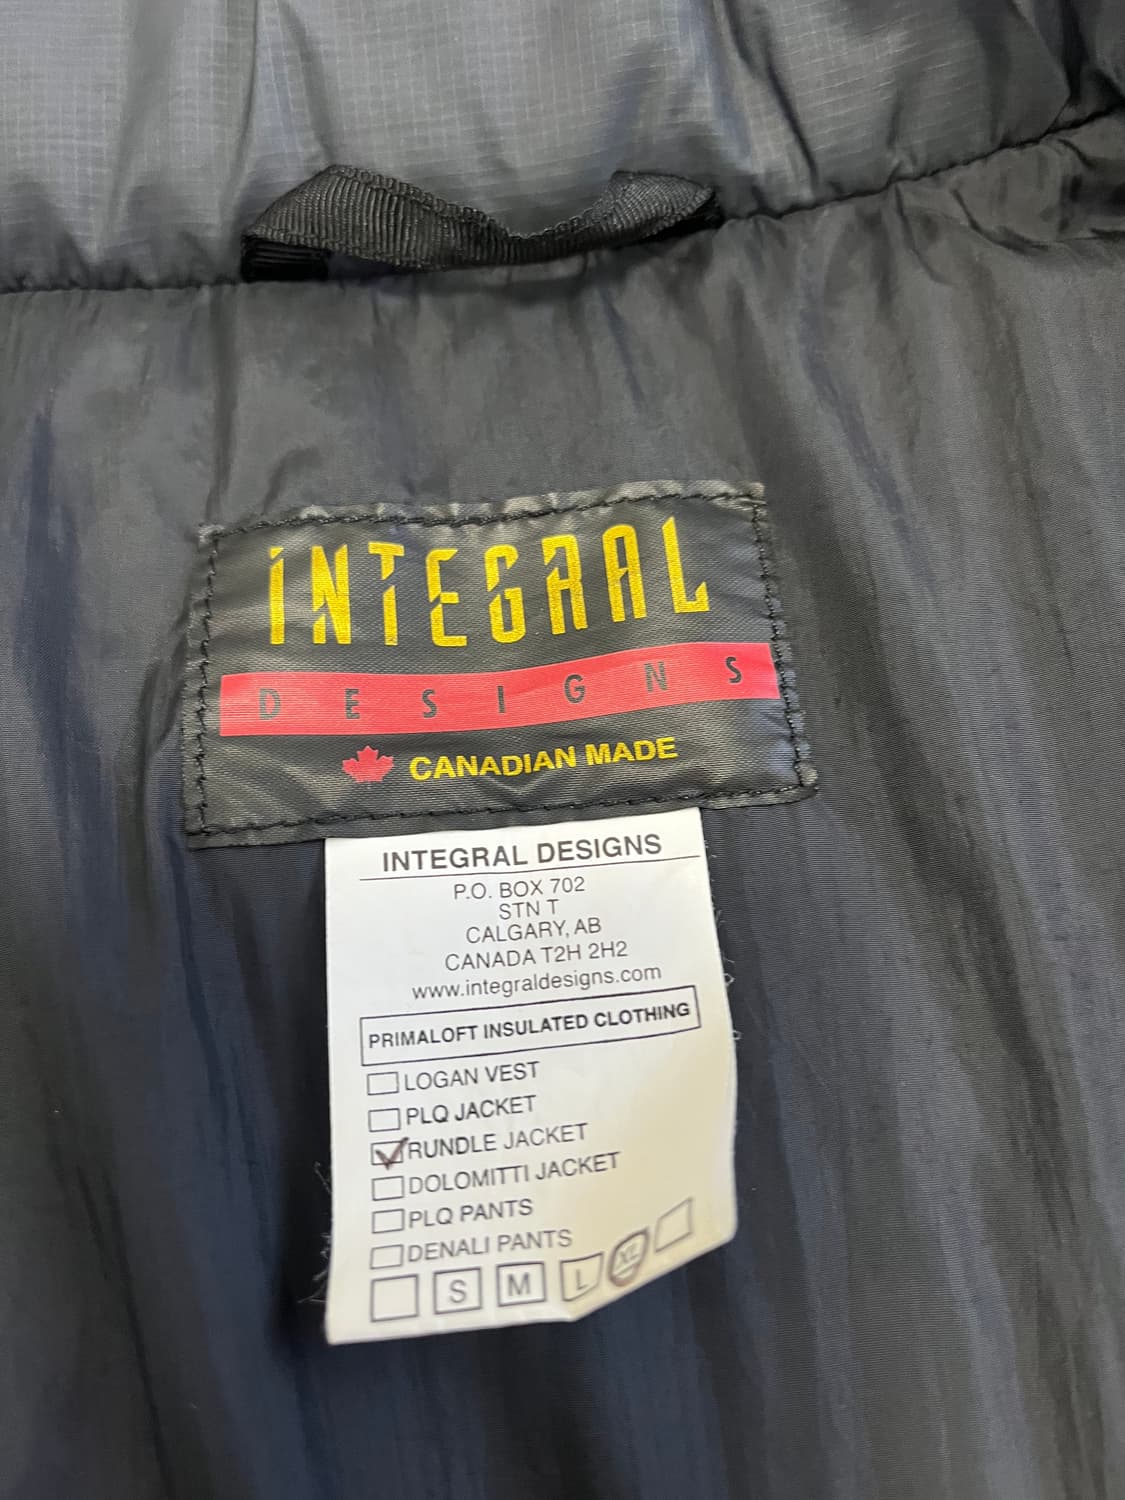 INTEGRAL
DESIGNS
CANADIAN MADE
INTEGRAL DESIGNS
P.O. BOX 702
STN T
CALGARY, AB
CANADA T2H 2H2
www.integraldesigns.com
PRIMALOFT INSULATED CLOTHING
LOGAN VEST
PLQ JACKET
RUNDLE JACKET
DOLOMITTI JACKET
PLQ PANTS
DENALI PANTS
S M L XL